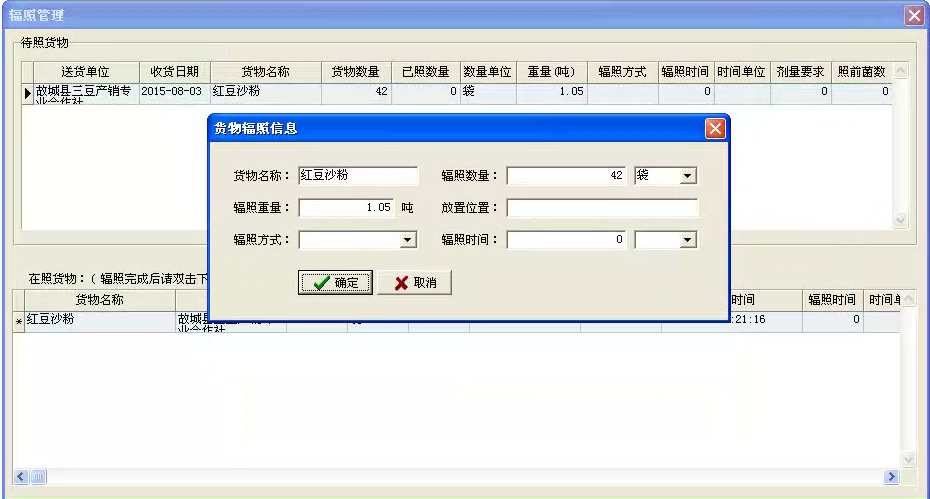 辐照管理
待照货物
送货单位 收货日期 货物名称 货物数量 已照数量 数量单位 重量(吨) 辐照方式 辐照时间 时间单位 剂量要求 照前菌数
故城县三豆产销专业合作社 2015-08-03 红豆沙粉 42 0 袋 1.05 0 0 0
货物辐照信息
货物名称： 红豆沙粉 辐照数量： 42 袋
辐照重量： 1.05 吨 放置位置：
辐照方式： 辐照时间： 0
确定 取消
在照货物：( 辐照完成后请双击下
货物名称 时间 辐照时间 时间单
* 红豆沙粉 故城县 业合作社 :21:16 0